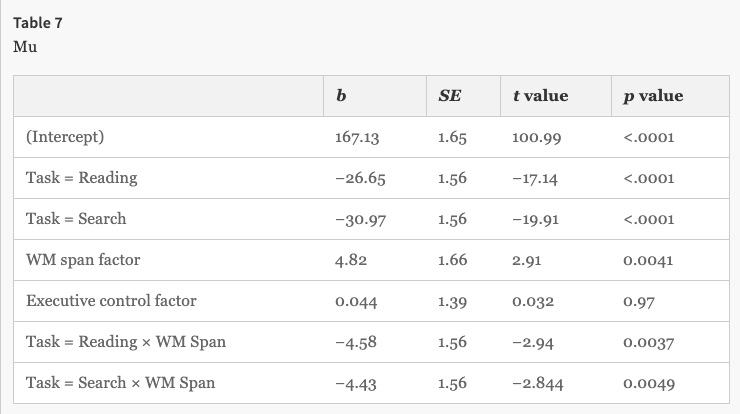 Table 7
Mu
b SE t value p value
(Intercept) 167.13 1.65 100.99 <.0001
Task = Reading −26.65 1.56 −17.14 <.0001
Task = Search −30.97 1.56 −19.91 <.0001
WM span factor 4.82 1.66 2.91 0.0041
Executive control factor 0.044 1.39 0.032 0.97
Task = Reading × WM Span −4.58 1.56 −2.94 0.0037
Task = Search × WM Span −4.43 1.56 −2.844 0.0049